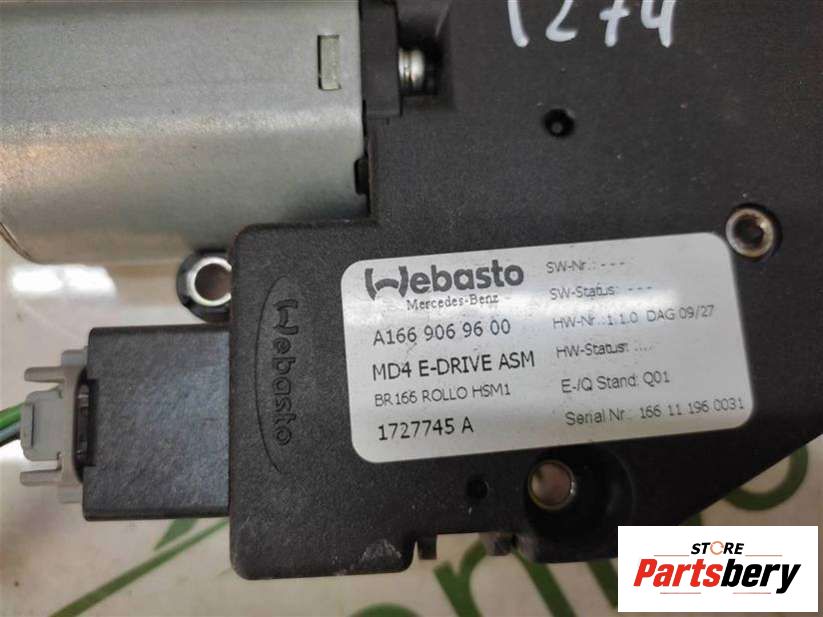 1274
Webasto
Mercedes-Benz
A166 906 96 00
MD4 E-DRIVE ASM
BR166 ROLLO HSM1
1727745 A
SW-Nr.: - - -
SW-Status: - - -
HW-Nr.: 1.1.0 DAG 09/27
HW-Status: ...
E-/Q Stand: Q01
Serial Nr.: 166 11 196 0031
Webasto
STORE
Partsbery